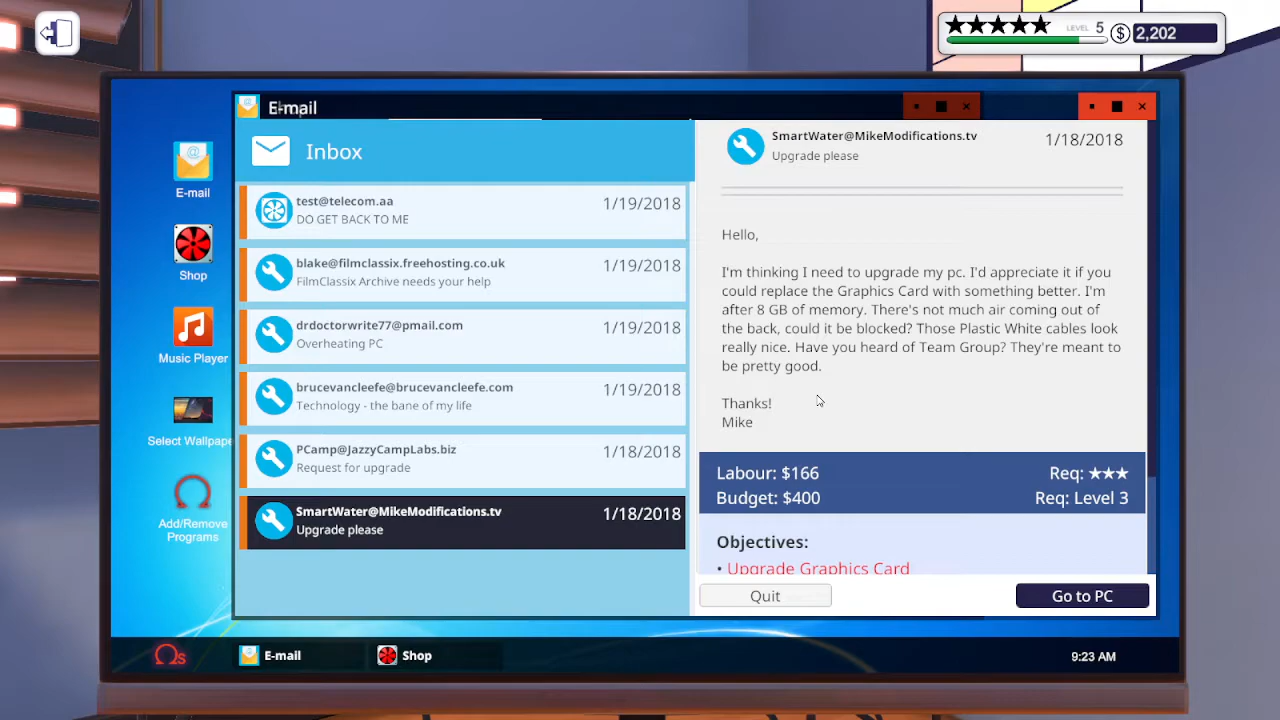 LEVEL 5
$ 2,202
E-mail
Shop
Music Player
Select Wallpape
Add/Remove
Programs
E-mail
Inbox
test@telecom.aa 1/19/2018
DO GET BACK TO ME
blake@filmclassix.freehosting.co.uk 1/19/2018
FilmClassix Archive needs your help
drdoctorwrite77@pmail.com 1/19/2018
Overheating PC
brucevancleefe@brucevancleefe.com 1/19/2018
Technology - the bane of my life
PCamp@JazzyCampLabs.biz 1/18/2018
Request for upgrade
SmartWater@MikeModifications.tv 1/18/2018
Upgrade please
SmartWater@MikeModifications.tv 1/18/2018
Upgrade please
Hello,
I'm thinking I need to upgrade my pc. I'd appreciate it if you
could replace the Graphics Card with something better. I'm
after 8 GB of memory. There's not much air coming out of
the back, could it be blocked? Those Plastic White cables look
really nice. Have you heard of Team Group? They're meant to
be pretty good.
Thanks!
Mike
Labour: $166 Req: ★★★
Budget: $400 Req: Level 3
Objectives:
• Upgrade Graphics Card
Quit Go to PC
Ωs E-mail Shop 9:23 AM